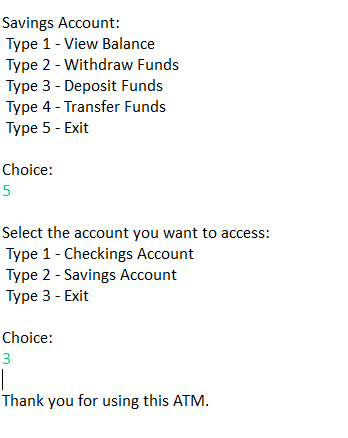 Savings Account:
Type 1 - View Balance
Type 2 - Withdraw Funds
Type 3 - Deposit Funds
Type 4 - Transfer Funds
Type 5 - Exit
Choice:
5
Select the account you want to access:
Type 1 - Checkings Account
Type 2 - Savings Account
Type 3 - Exit
Choice:
3
Thank you for using this ATM.